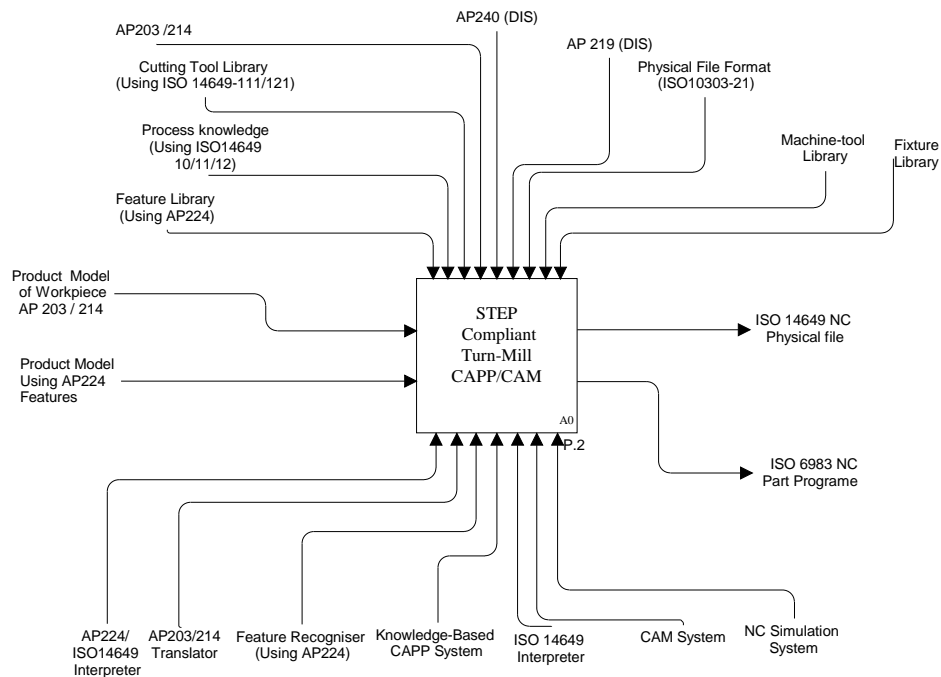 AP240 (DIS)
AP203 /214
AP 219 (DIS)
Cutting Tool Library
(Using ISO 14649-111/121)
Physical File Format
(ISO10303-21)
Process knowledge
(Using ISO14649
10/11/12)
Machine-tool
Library
Fixture
Library
Feature Library
(Using AP224)
Product Model
of Workpiece
AP 203 / 214
STEP
Compliant
Turn-Mill
CAPP/CAM
A0
P.2
ISO 14649 NC
Physical file
Product Model
Using AP224
Features
ISO 6983 NC
Part Programe
AP224/
ISO14649
Interpreter
AP203/214
Translator
Feature Recogniser
(Using AP224)
Knowledge-Based
CAPP System
ISO 14649
Interpreter
CAM System
NC Simulation
System